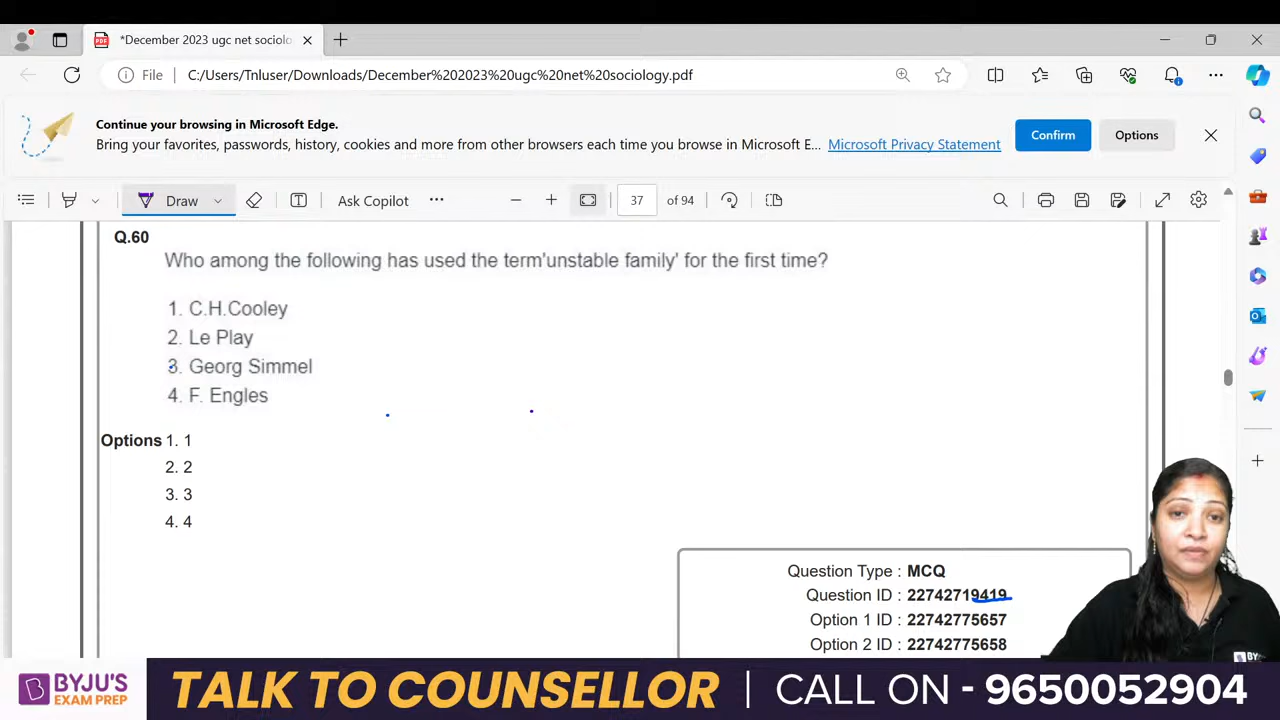 *December 2023 ugc net sociolo
File C:/Users/Tnluser/Downloads/December%202023%20ugc%20net%20sociology.pdf
Continue your browsing in Microsoft Edge.
Bring your favorites, passwords, history, cookies and more from other browsers each time you browse in Microsoft E... Microsoft Privacy Statement
Confirm
Options
Draw
Ask Copilot
37 of 94
Q.60
Who among the following has used the term'unstable family' for the first time?
1. C.H.Cooley
2. Le Play
3. Georg Simmel
4. F. Engles
Options 1. 1
2. 2
3. 3
4. 4
Question Type : MCQ
Question ID : 22742719419
Option 1 ID : 22742775657
Option 2 ID : 22742775658
BYJU'S
EXAM PREP
TALK TO COUNSELLOR | CALL ON - 9650052904